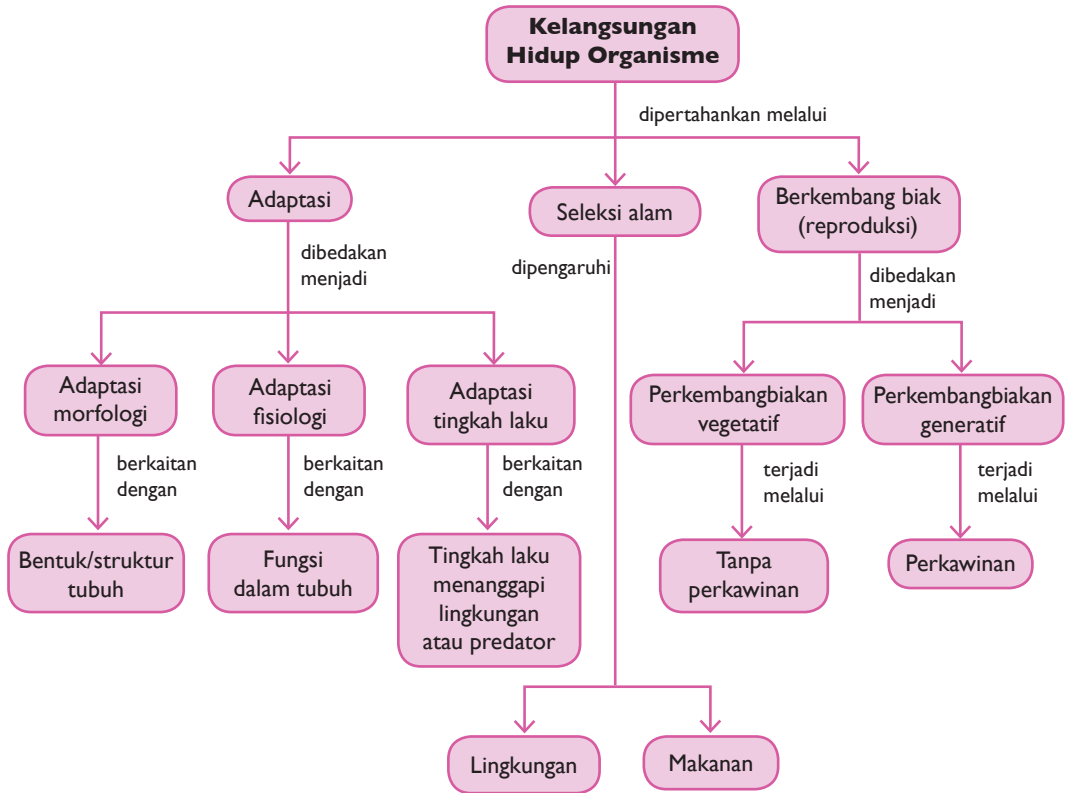 Kelangsungan
Hidup Organisme
dipertahankan melalui
Adaptasi
Seleksi alam
Berkembang biak
(reproduksi)
dibedakan
menjadi
dipengaruhi
dibedakan
menjadi
Adaptasi
morfologi
Adaptasi
fisiologi
Adaptasi
tingkah laku
Perkembangbiakan
vegetatif
Perkembangbiakan
generatif
berkaitan
dengan
berkaitan
dengan
berkaitan
dengan
terjadi
melalui
terjadi
melalui
Bentuk/struktur
tubuh
Fungsi
dalam tubuh
Tingkah laku
menanggapi
lingkungan
atau predator
Tanpa
perkawinan
Perkawinan
Lingkungan
Makanan